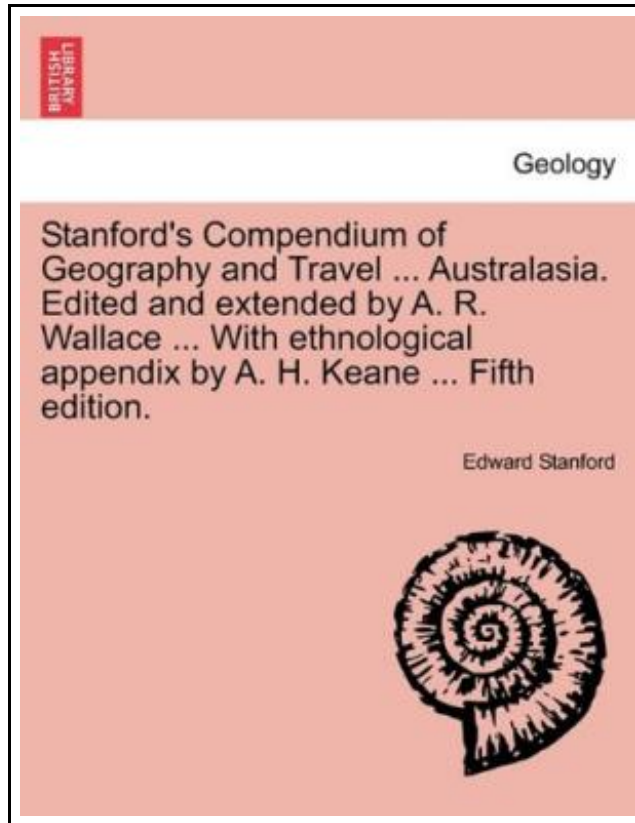 BRITISH
LIBRARY
Geology
Stanford's Compendium of
Geography and Travel ... Australasia.
Edited and extended by A. R.
Wallace ... With ethnological
appendix by A. H. Keane ... Fifth
edition.
Edward Stanford